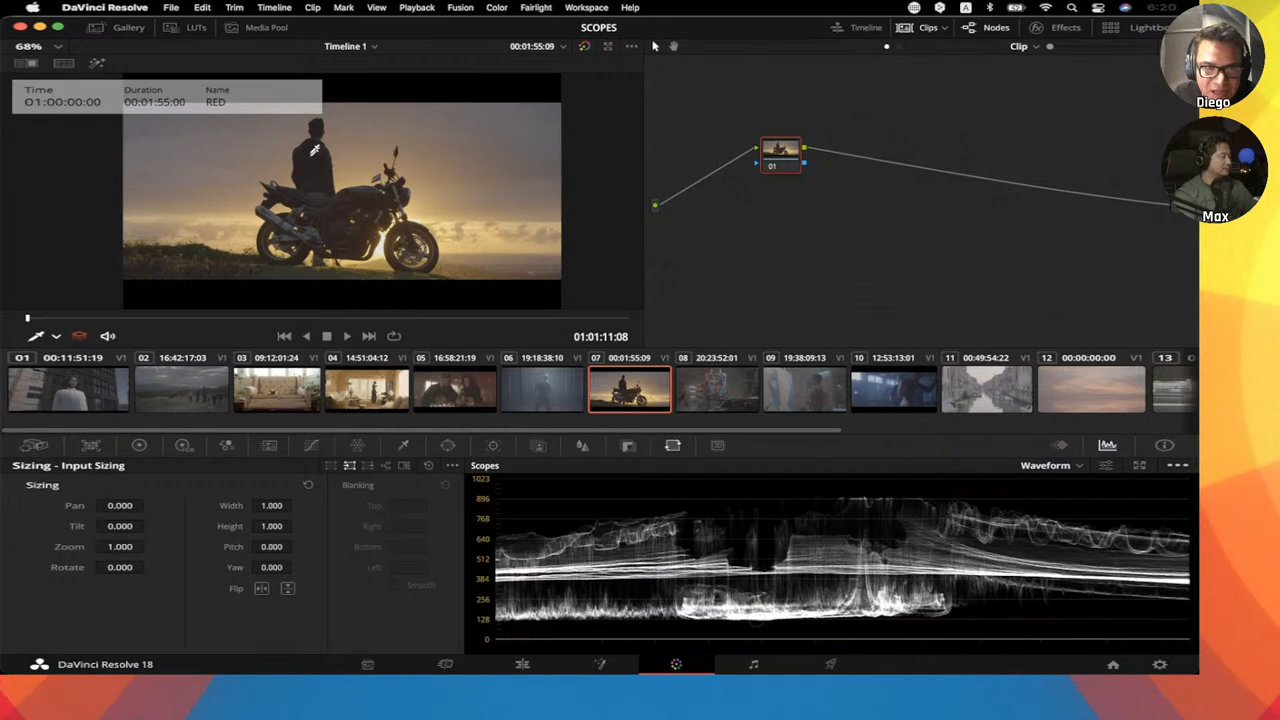 DaVinci Resolve File Edit Trim Timeline Clip Mark View Playback Fusion Color Fairlight Workspace Help 6:20
Gallery LUTs Media Pool SCOPES Timeline Clips Nodes Effects Lightb
68% Timeline 1 00:01:55:09 Clip
Time Duration Name
01:00:00:00 00:01:55:00 RED
Diego
Max
01
01:01:11:08
01 00:11:51:19 V1 02 16:42:17:03 V1 03 09:12:01:24 V1 04 14:51:04:12 V1 05 16:58:21:19 V1 06 19:18:38:10 V1 07 00:01:55:09 V1 08 20:23:52:01 V1 09 19:38:09:13 V1 10 12:53:13:01 V1 11 00:49:54:22 V1 12 00:00:00:00 V1 13
Sizing - Input Sizing
Sizing Blanking
Pan 0.000 Width 1.000 Top
Tilt 0.000 Height 1.000 Right
Zoom 1.000 Pitch 0.000 Bottom
Rotate 0.000 Yaw 0.000 Left
Flip Smooth
Scopes Waveform
1023
896
768
640
512
384
256
128
0
DaVinci Resolve 18